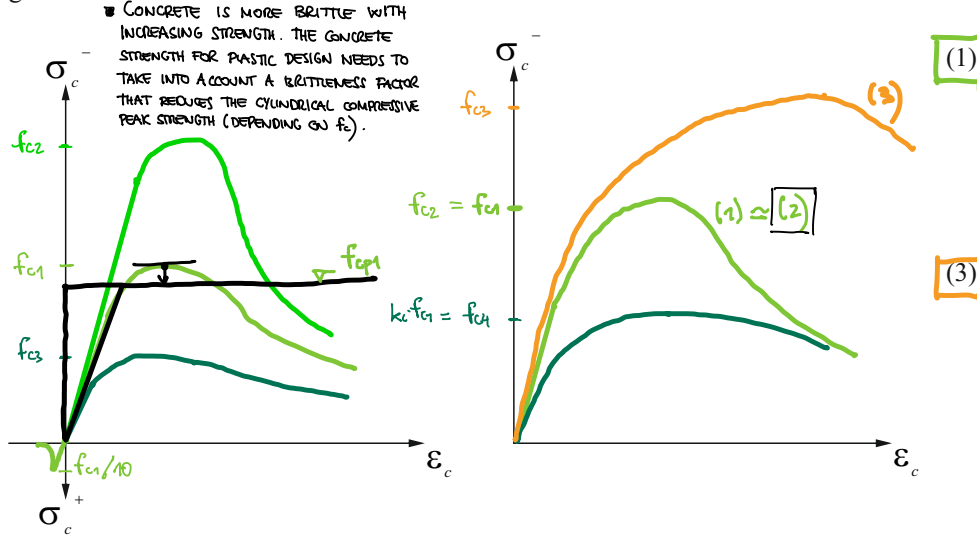 CONCRETE IS MORE BRITTLE WITH
INCREASING STRENGTH. THE CONCRETE
STRENGTH FOR PLASTIC DESIGN NEEDS TO
TAKE INTO ACCOUNT A BRITTLENESS FACTOR
THAT REDUCES THE CYLINDRICAL COMPRESSIVE
PEAK STRENGTH (DEPENDING ON fc).
σc-
fc2
fc1
fcp1
fc3
fc1/10
εc
σc+
σc-
fc3
(3)
fc2 = fc1
(1) ≃ (2)
kc·fc1 = fc4
εc
(1)
(3)